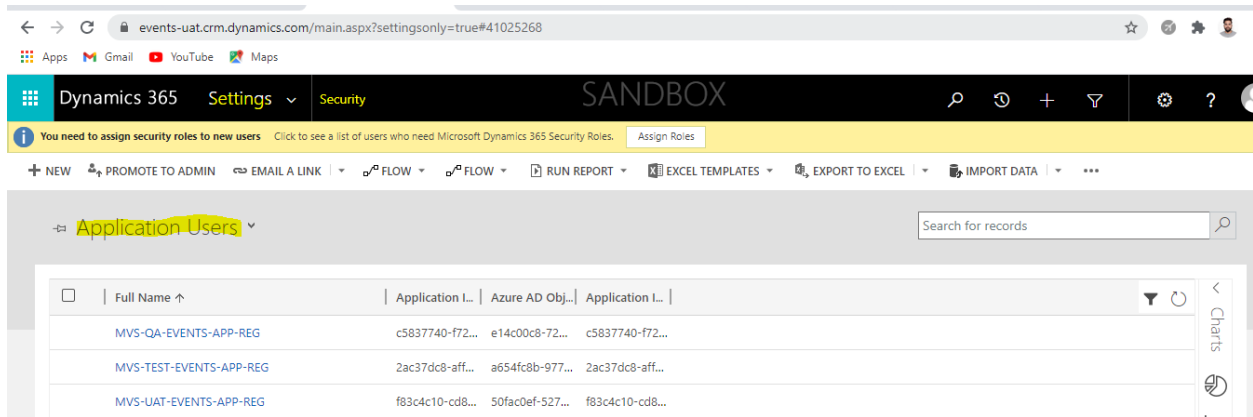 events-uat.crm.dynamics.com/main.aspx?settingsonly=true#41025268
Apps Gmail YouTube Maps
Dynamics 365 Settings Security SANDBOX ?
You need to assign security roles to new users Click to see a list of users who need Microsoft Dynamics 365 Security Roles. Assign Roles
NEW PROMOTE TO ADMIN EMAIL A LINK FLOW FLOW RUN REPORT EXCEL TEMPLATES EXPORT TO EXCEL IMPORT DATA
Application Users Search for records
Full Name Application I... Azure AD Obj... Application I...
MVS-QA-EVENTS-APP-REG c5837740-f72... e14c00c8-72... c5837740-f72...
MVS-TEST-EVENTS-APP-REG 2ac37dc8-aff... a654fc8b-977... 2ac37dc8-aff...
MVS-UAT-EVENTS-APP-REG f83c4c10-cd8... 50fac0ef-527... f83c4c10-cd8...
Charts